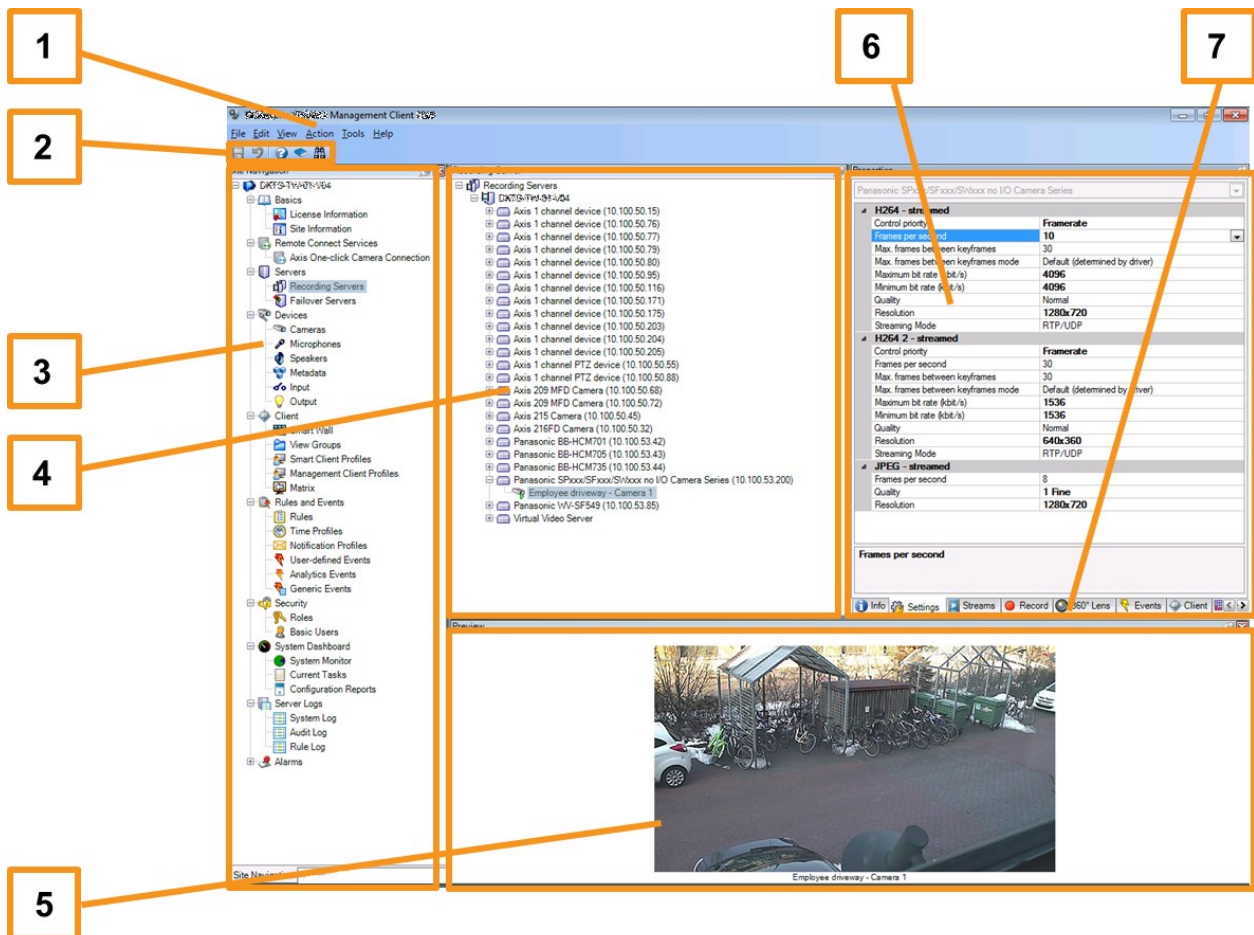 1
6
7
2
3
4
5
Management Client
File Edit View Action Tools Help
Basics
License Information
Site Information
Remote Connect Services
Axis One-click Camera Connection
Servers
Recording Servers
Failover Servers
Devices
Cameras
Microphones
Speakers
Metadata
Input
Output
Client
Smart Wall
View Groups
Smart Client Profiles
Management Client Profiles
Matrix
Rules and Events
Rules
Time Profiles
Notification Profiles
User-defined Events
Analytics Events
Generic Events
Security
Roles
Basic Users
System Dashboard
System Monitor
Current Tasks
Configuration Reports
Server Logs
System Log
Audit Log
Rule Log
Alarms
Site Navigation
Recording Servers
Axis 1 channel device (10.100.50.15)
Axis 1 channel device (10.100.50.76)
Axis 1 channel device (10.100.50.77)
Axis 1 channel device (10.100.50.79)
Axis 1 channel device (10.100.50.80)
Axis 1 channel device (10.100.50.95)
Axis 1 channel device (10.100.50.116)
Axis 1 channel device (10.100.50.171)
Axis 1 channel device (10.100.50.175)
Axis 1 channel device (10.100.50.203)
Axis 1 channel device (10.100.50.204)
Axis 1 channel device (10.100.50.205)
Axis 1 channel PTZ device (10.100.50.55)
Axis 1 channel PTZ device (10.100.50.88)
Axis 209 MFD Camera (10.100.50.68)
Axis 209 MFD Camera (10.100.50.72)
Axis 215 Camera (10.100.50.45)
Axis 216FD Camera (10.100.50.32)
Panasonic BB-HCM701 (10.100.53.42)
Panasonic BB-HCM705 (10.100.53.43)
Panasonic BB-HCM735 (10.100.53.44)
Panasonic SPxxx/SFxxx/SWxxx no I/O Camera Series (10.100.53.200)
Employee driveway - Camera 1
Panasonic WV-SF549 (10.100.53.85)
Virtual Video Server
Panasonic SPxxx/SFxxx/SWxxx no I/O Camera Series
H264 - streamed
Control priority Framerate
Frames per second 10
Max. frames between keyframes 30
Max. frames between keyframes mode Default (determined by driver)
Maximum bit rate (kbit/s) 4096
Minimum bit rate (kbit/s) 4096
Quality Normal
Resolution 1280x720
Streaming Mode RTP/UDP
H264 2 - streamed
Control priority Framerate
Frames per second 30
Max. frames between keyframes 30
Max. frames between keyframes mode Default (determined by driver)
Maximum bit rate (kbit/s) 1536
Minimum bit rate (kbit/s) 1536
Quality Normal
Resolution 640x360
Streaming Mode RTP/UDP
JPEG - streamed
Frames per second 8
Quality 1 Fine
Resolution 1280x720
Frames per second
Info Settings Streams Record 360° Lens Events Client
Preview
Employee driveway - Camera 1